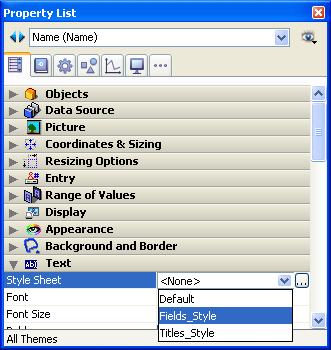 Property List
Name (Name)
Objects
Data Source
Picture
Coordinates & Sizing
Resizing Options
Entry
Range of Values
Display
Appearance
Background and Border
Text
Style Sheet
<None>
...
Default
Font
Fields_Style
Font Size
Titles_Style
All Themes